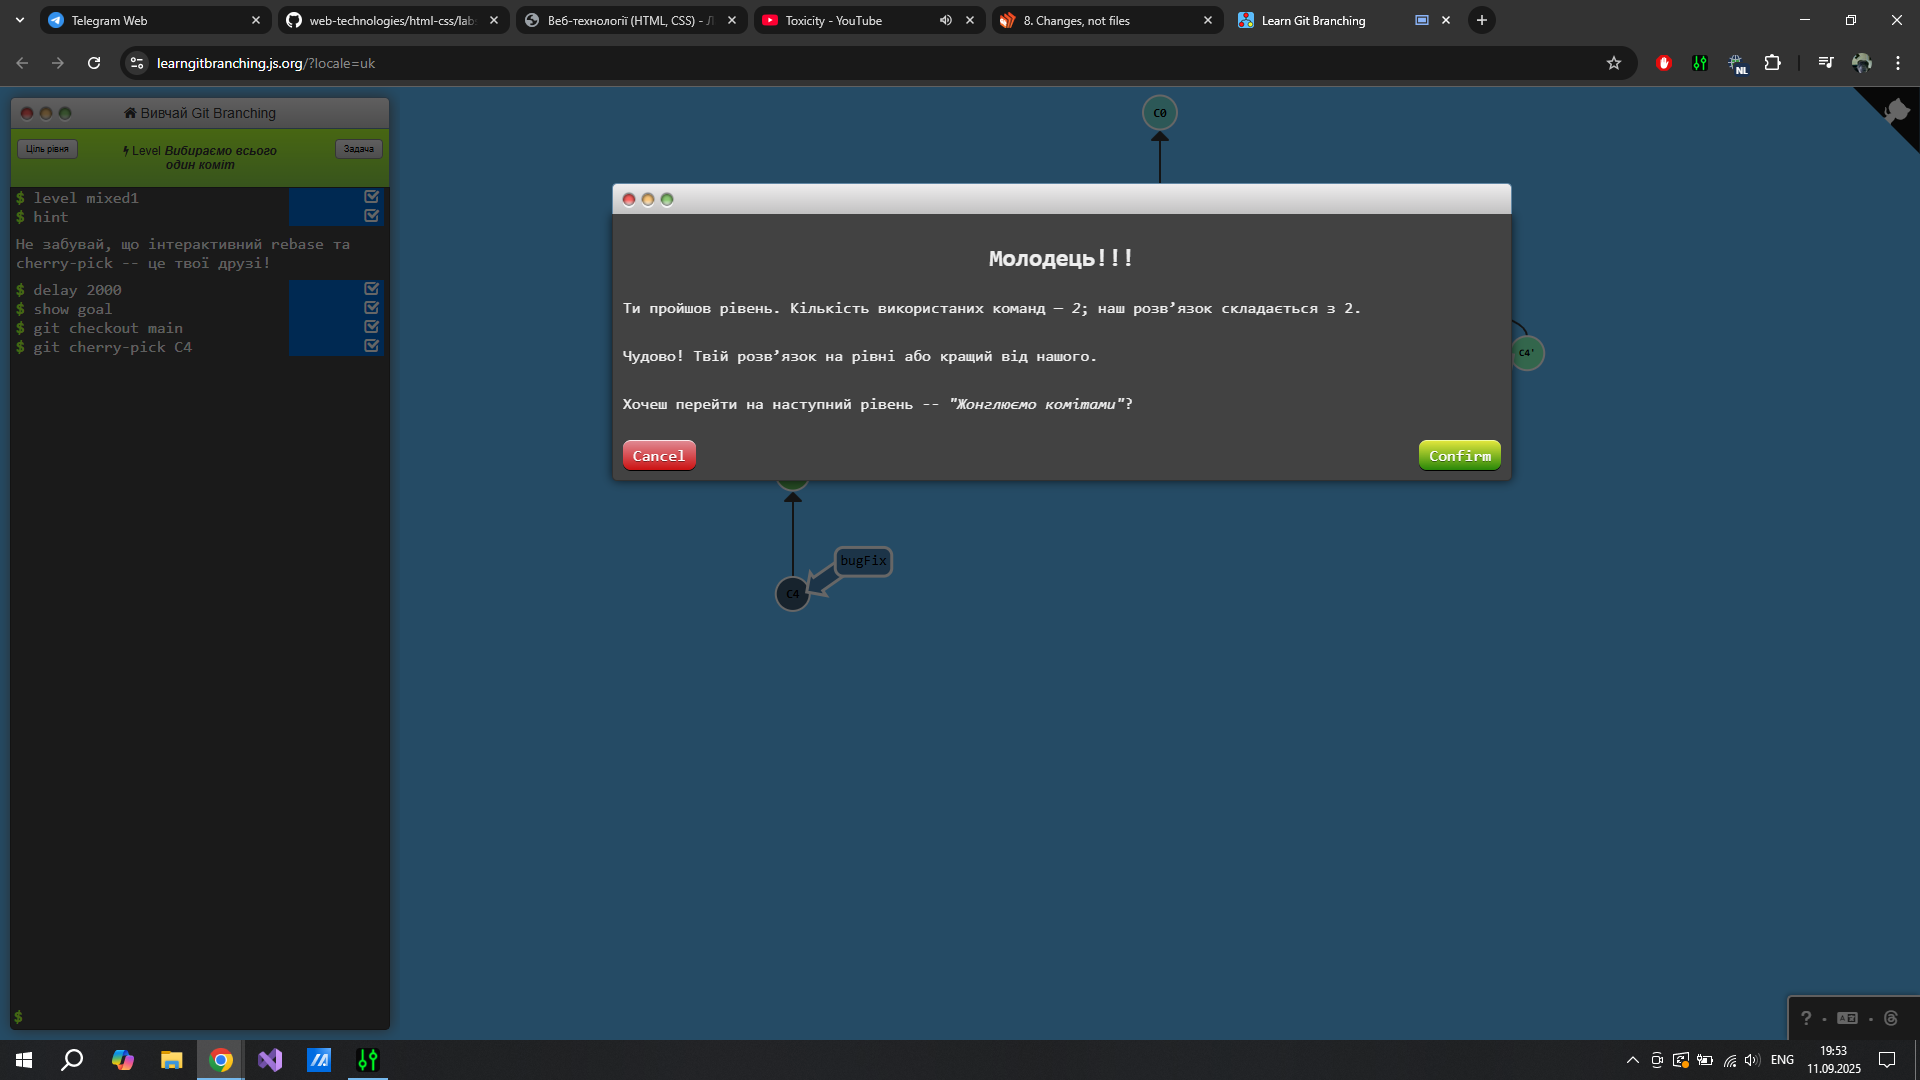 Telegram Web
web-technologies/html-css/lab
Веб-технології (HTML, CSS) - Л
Toxicity - YouTube
8. Changes, not files
Learn Git Branching
learngitbranching.js.org/?locale=uk
NL
Вивчай Git Branching
Ціль рівня
Level Вибираємо всього
один коміт
Задача
$ level mixed1
$ hint
Не забувай, що інтерактивний rebase та
cherry-pick -- це твої друзі!
$ delay 2000
$ show goal
$ git checkout main
$ git cherry-pick C4
$
C0
Молодець!!!
Ти пройшов рівень. Кількість використаних команд — 2; наш розв’язок складається з 2.
Чудово! Твій розв’язок на рівні або кращий від нашого.
Хочеш перейти на наступний рівень -- "Жонглюємо комітами"?
Cancel
Confirm
C4'
bugFix
C4
?
ENG
19:53
11.09.2025